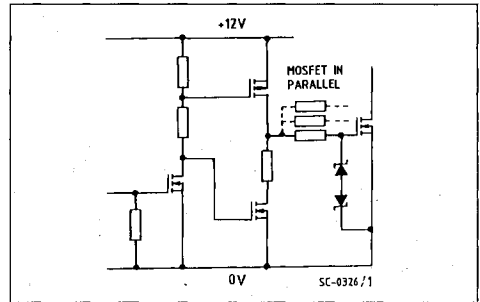 +12V
MOSFET IN
PARALLEL
0V
SC-0326/1